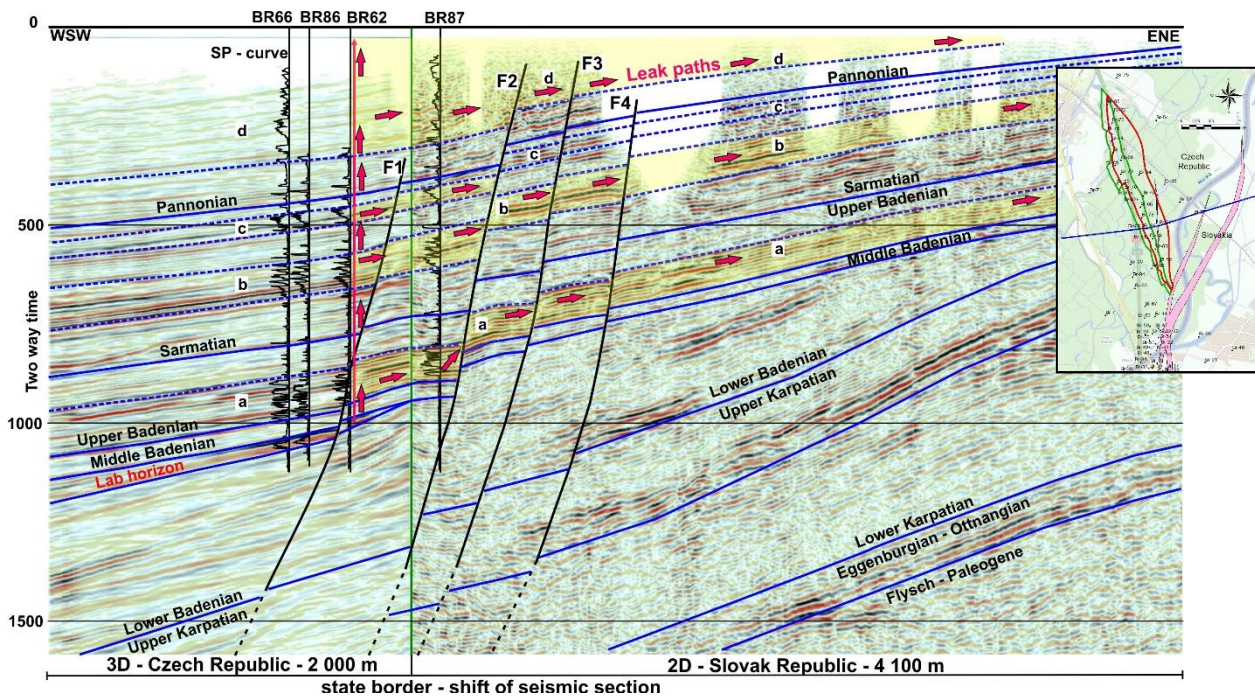 BR66 BR86 BR62 BR87
0
WSW
ENE
SP - curve
Leak paths
F1
F2
F3
F4
d
d
d
Pannonian
c
c
c
b
b
b
Sarmatian
Upper Badenian
a
a
a
Middle Badenian
Pannonian
500
Sarmatian
Two way time
1000
Upper Badenian
Middle Badenian
Lab horizon
Lower Badenian
Upper Karpatian
Lower Karpatian
Eggenburgian - Ottnangian
Flysch - Paleogene
1500
Lower Badenian
Upper Karpatian
3D - Czech Republic - 2 000 m
2D - Slovak Republic - 4 100 m
state border - shift of seismic section
Czech
Republic
Slovakia